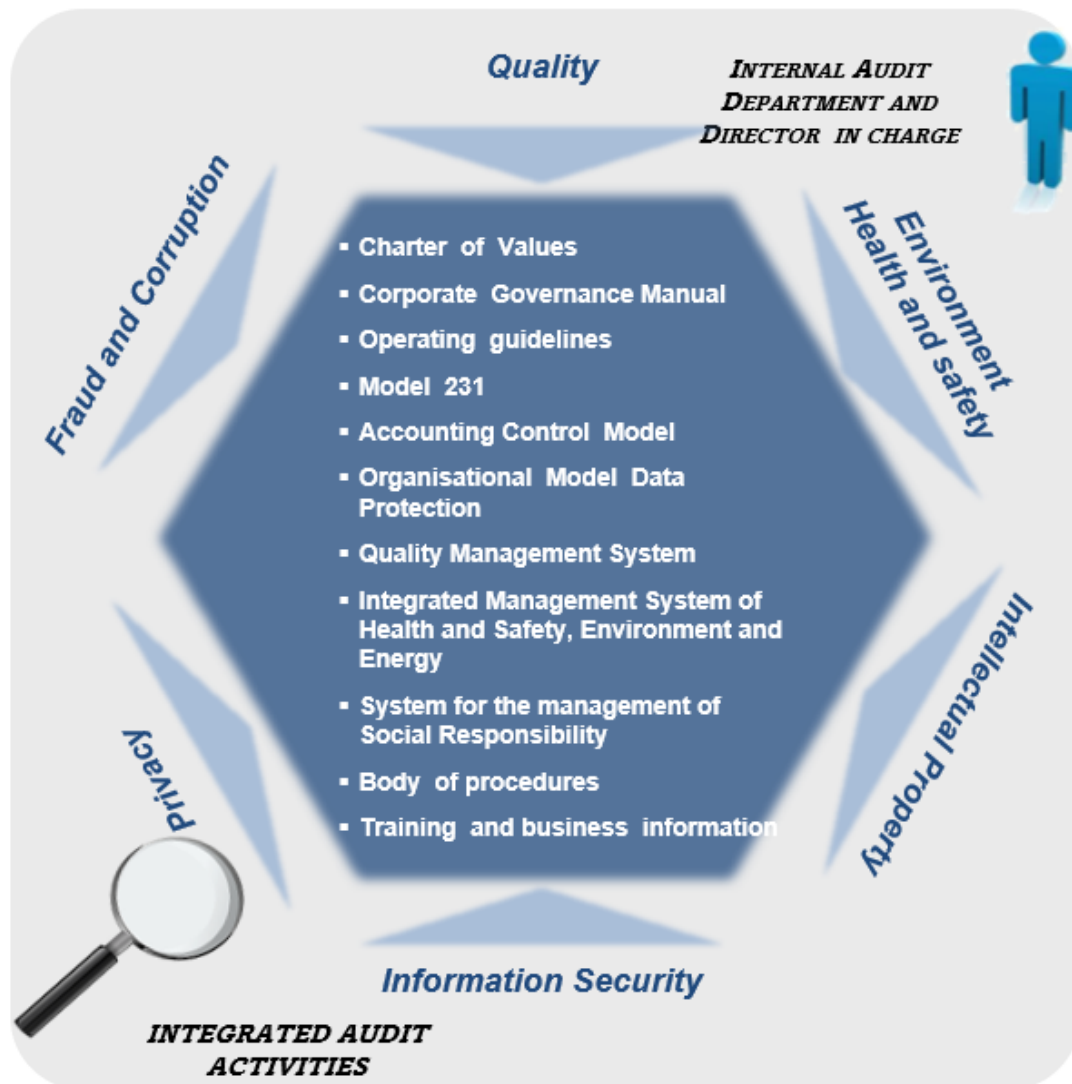 Quality
INTERNAL AUDIT
DEPARTMENT AND
DIRECTOR IN CHARGE
Fraud and Corruption
Environment
Health and safety
▪ Charter of Values
▪ Corporate Governance Manual
▪ Operating guidelines
▪ Model 231
▪ Accounting Control Model
▪ Organisational Model Data
Protection
▪ Quality Management System
▪ Integrated Management System of
Health and Safety, Environment and
Energy
▪ System for the management of
Social Responsibility
▪ Body of procedures
▪ Training and business information
Intellectual Property
Privacy
Information Security
INTEGRATED AUDIT
ACTIVITIES